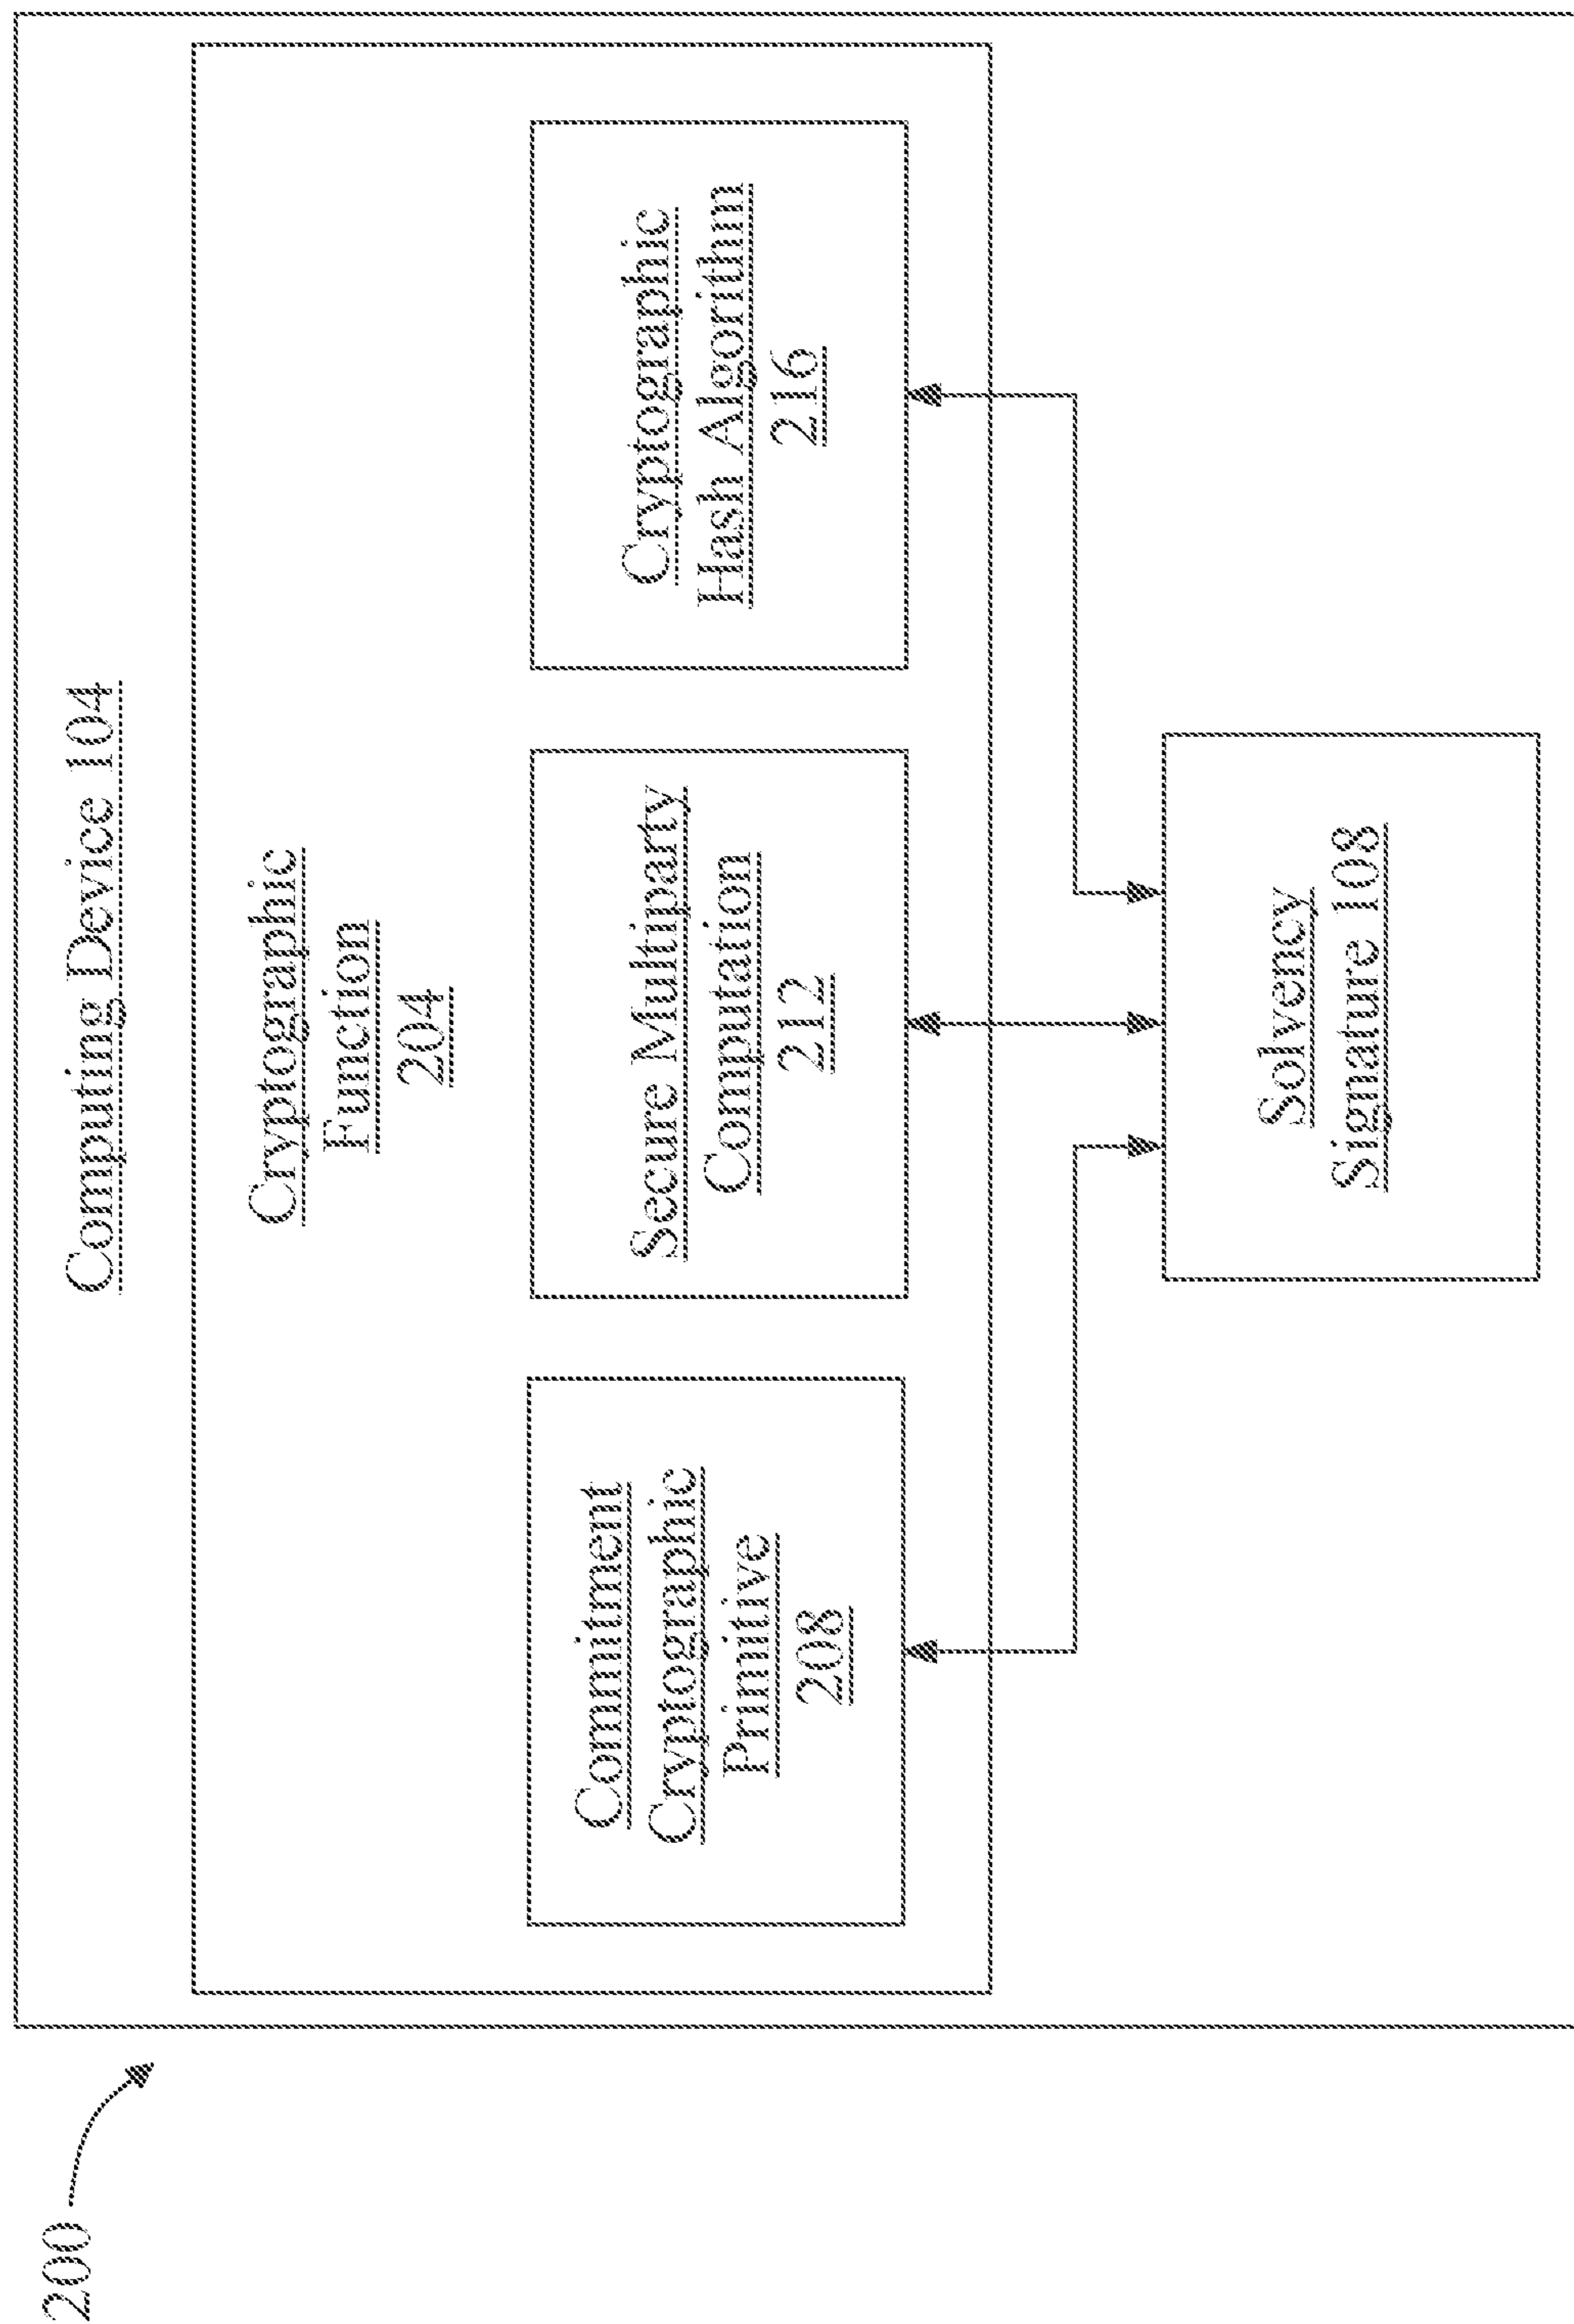 200
Computing Device 104
Cryptographic
Function
204
Commitment
Cryptographic
Primitive
208
Secure Multiparty
Computation
212
Cryptographic
Hash Algorithm
216
Solvency
Signature 108